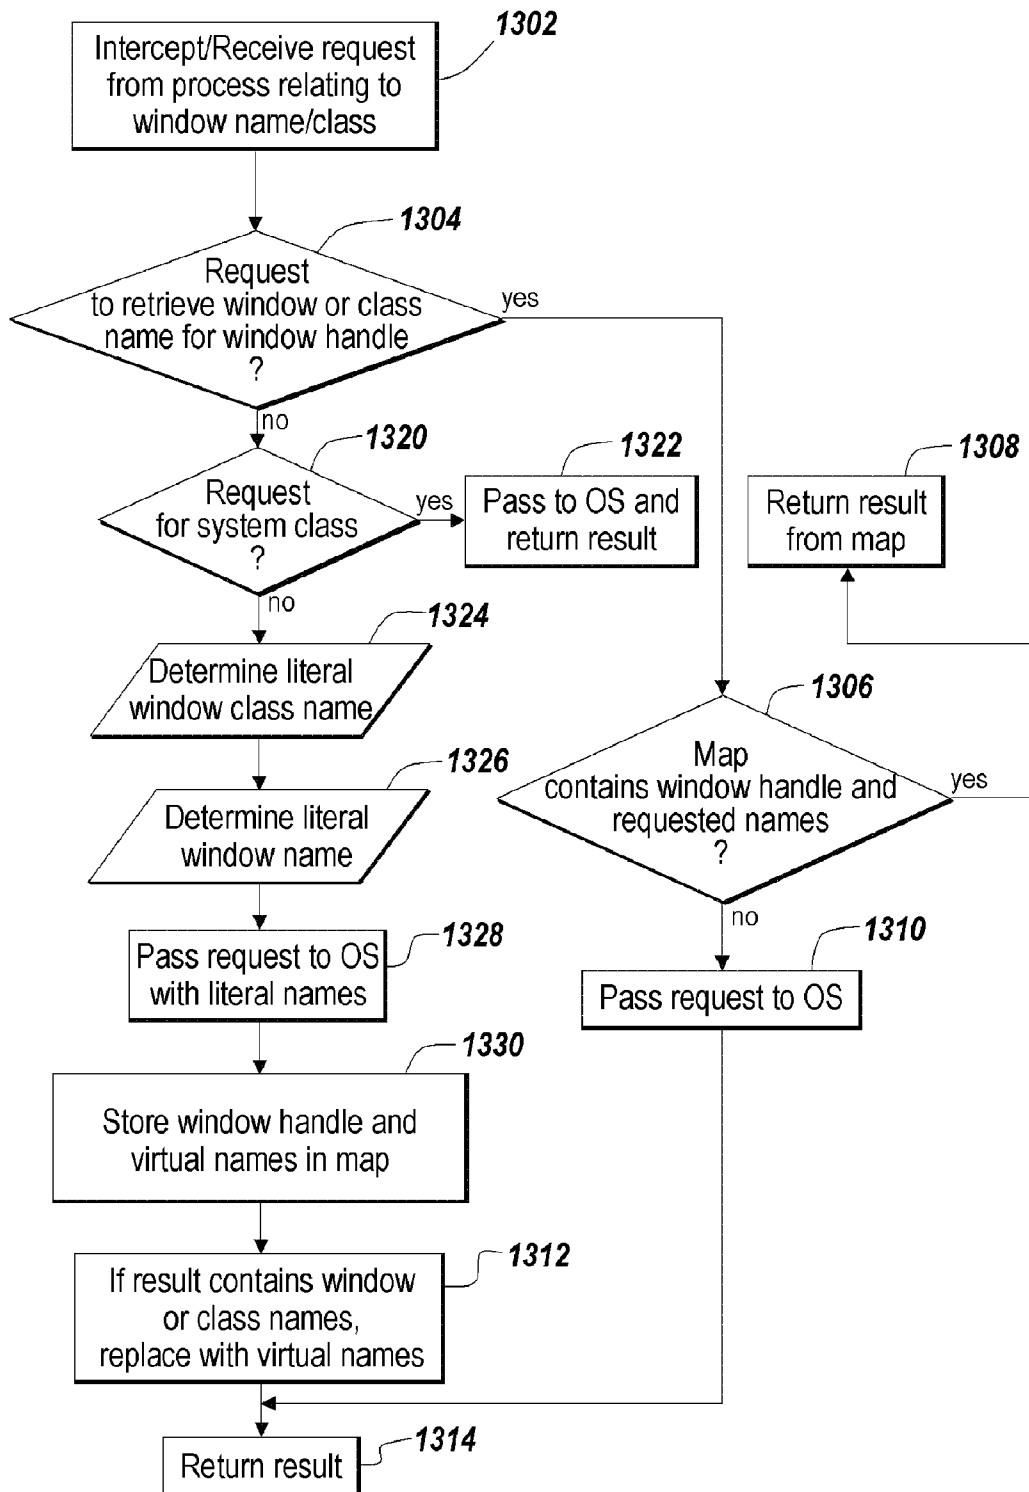 1302
Intercept/Receive request
from process relating to
window name/class
1304
Request
to retrieve window or class
name for window handle
?
yes
no
1320
Request
for system class
?
yes
no
1322
Pass to OS and
return result
1308
Return result
from map
1324
Determine literal
window class name
1306
Map
contains window handle and
requested names
?
yes
no
1326
Determine literal
window name
1328
Pass request to OS
with literal names
1310
Pass request to OS
1330
Store window handle and
virtual names in map
1312
If result contains window
or class names,
replace with virtual names
1314
Return result